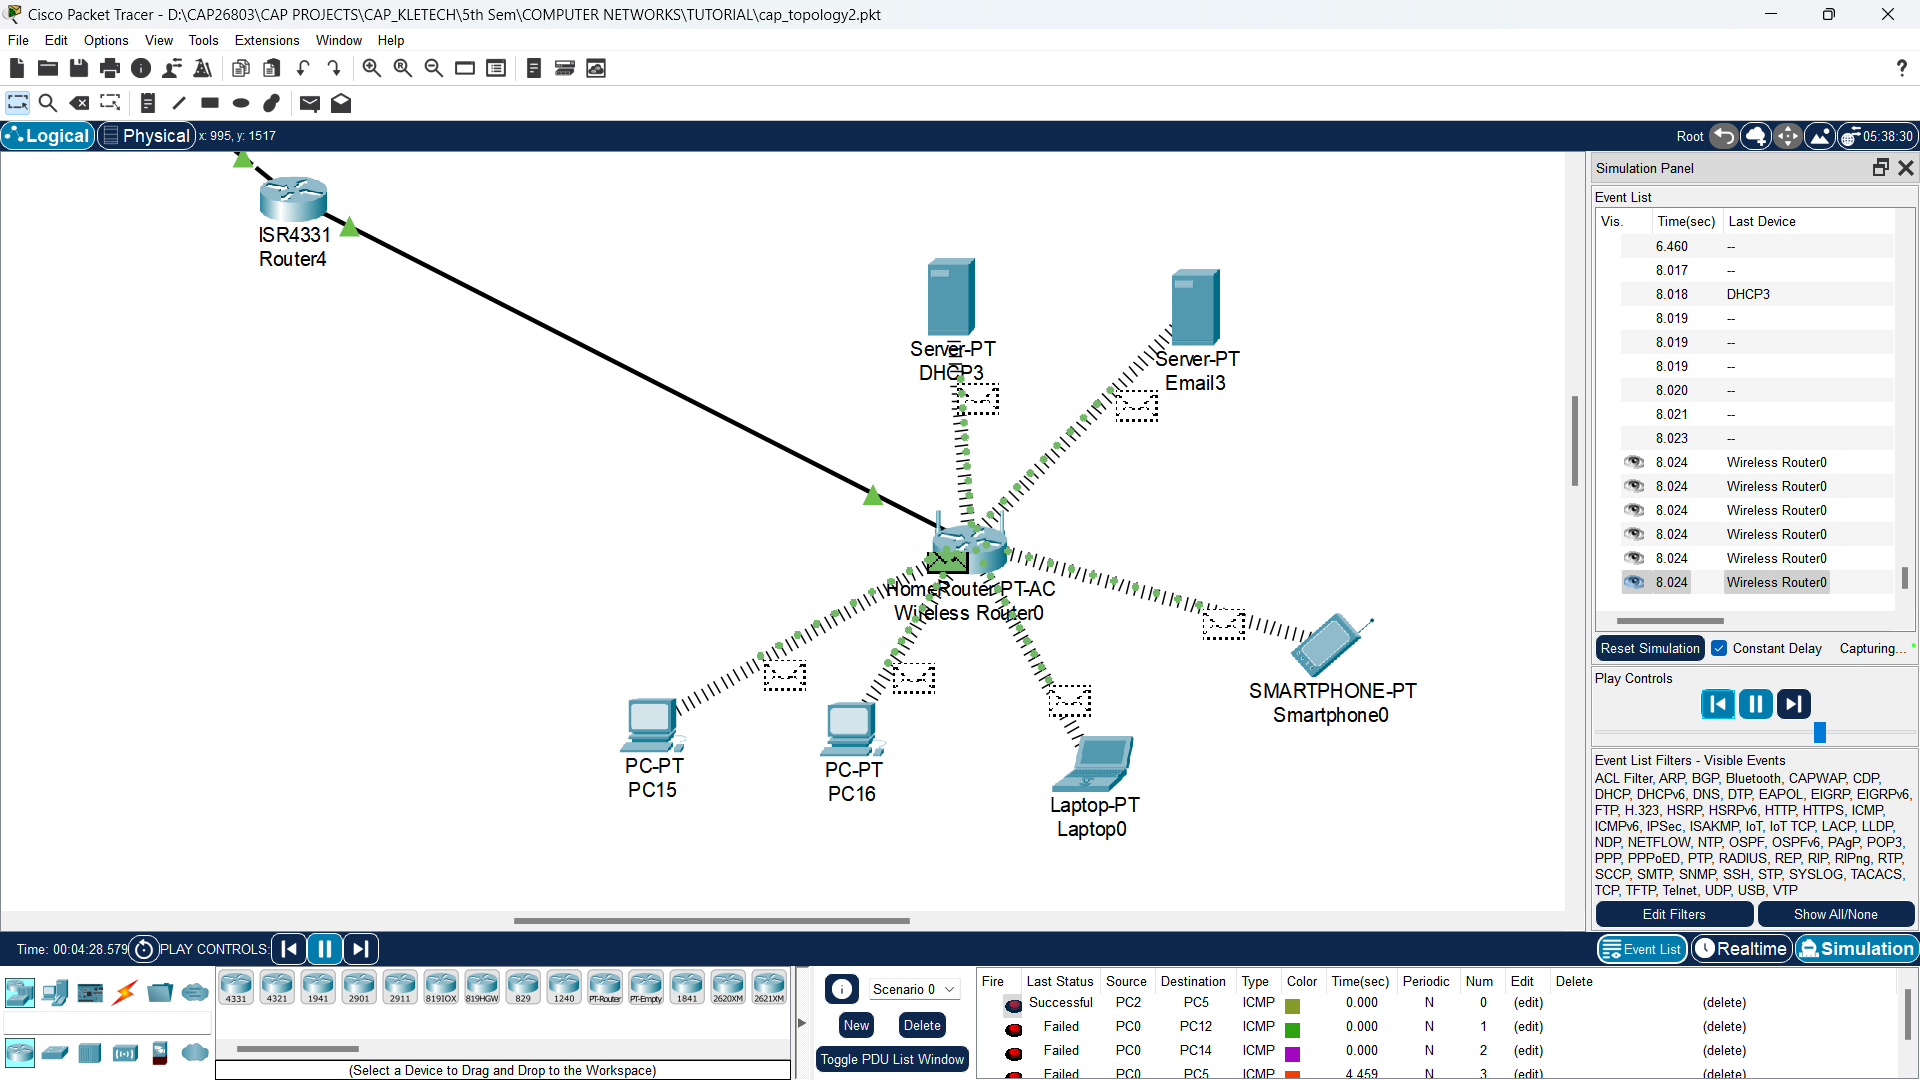 Cisco Packet Tracer - D:\CAP26803\CAP PROJECTS\CAP_KLETECH\5th Sem\COMPUTER NETWORKS\TUTORIAL\cap_topology2.pkt
File Edit Options View Tools Extensions Window Help
?
Logical Physical x: 995, y: 1517
Root 05:38:30
ISR4331
Router4
Server-PT
DHCP3
Server-PT
Email3
HomeRouter-PT-AC
Wireless Router0
SMARTPHONE-PT
Smartphone0
PC-PT
PC15
PC-PT
PC16
Laptop-PT
Laptop0
Simulation Panel
Event List
Vis. Time(sec) Last Device
6.460 --
8.017 --
8.018 DHCP3
8.019 --
8.019 --
8.019 --
8.020 --
8.021 --
8.023 --
8.024 Wireless Router0
8.024 Wireless Router0
8.024 Wireless Router0
8.024 Wireless Router0
8.024 Wireless Router0
8.024 Wireless Router0
Reset Simulation Constant Delay Capturing... *
Play Controls
Event List Filters - Visible Events
ACL Filter, ARP, BGP, Bluetooth, CAPWAP, CDP,
DHCP, DHCPv6, DNS, DTP, EAPOL, EIGRP, EIGRPv6,
FTP, H.323, HSRP, HSRPv6, HTTP, HTTPS, ICMP,
ICMPv6, IPSec, ISAKMP, IoT, IoT TCP, LACP, LLDP,
NDP, NETFLOW, NTP, OSPF, OSPFv6, PAgP, POP3,
PPP, PPPoED, PTP, RADIUS, REP, RIP, RIPng, RTP,
SCCP, SMTP, SNMP, SSH, STP, SYSLOG, TACACS,
TCP, TFTP, Telnet, UDP, USB, VTP
Edit Filters Show All/None
Time: 00:04:28.579 PLAY CONTROLS:
Event List Realtime Simulation
4331 4321 1941 2901 2911 819IOX 819HGW 829 1240 PT-Router PT-Empty 1841 2620XM 2621XM
(Select a Device to Drag and Drop to the Workspace)
Scenario 0
New Delete
Toggle PDU List Window
Fire Last Status Source Destination Type Color Time(sec) Periodic Num Edit Delete
Successful PC2 PC5 ICMP 0.000 N 0 (edit) (delete)
Failed PC0 PC12 ICMP 0.000 N 1 (edit) (delete)
Failed PC0 PC14 ICMP 0.000 N 2 (edit) (delete)
Failed PC0 PC5 ICMP 4.459 N 3 (edit) (delete)